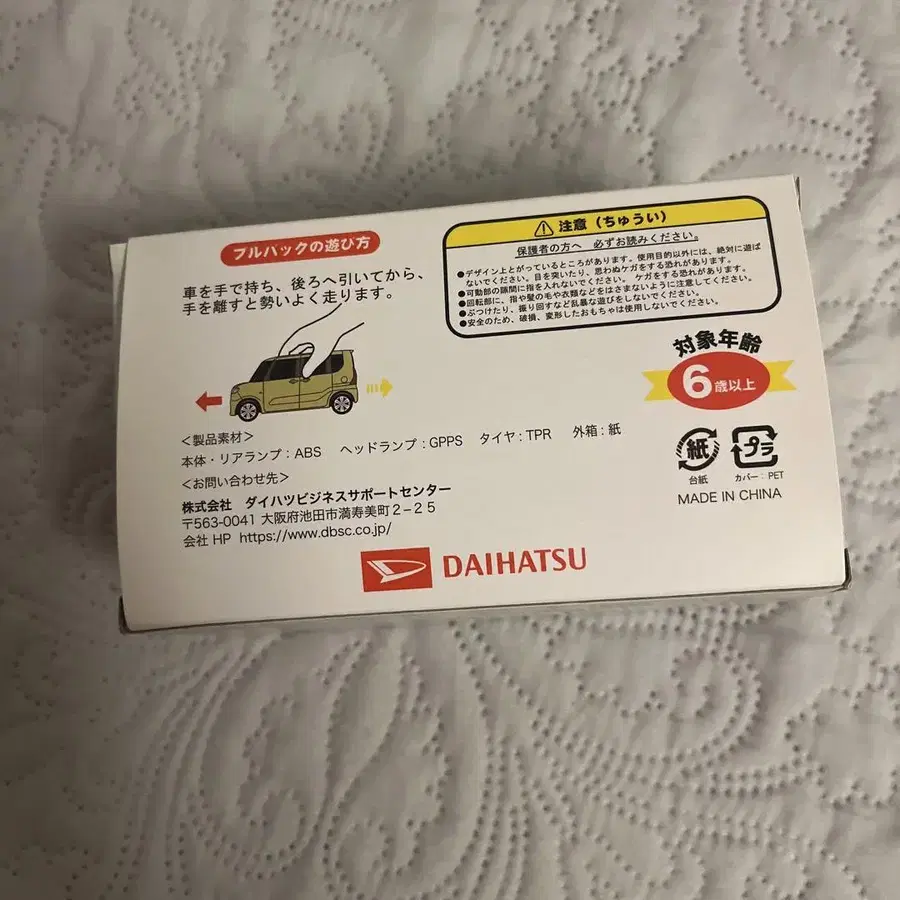 プルバックの遊び方
車を手で持ち、後ろへ引いてから、
手を離すと勢いよく走ります。
注意（ちゅうい）
保護者の方へ　必ずお読みください。
●デザイン上とがっているところがあります。使用目的以外には、絶対に遊ば
ないでください。目を突いたり、思わぬケガをする恐れがあります。
●可動部の隙間に指を入れないでください。ケガをする恐れがあります。
●回転部に、指や髪の毛や衣類などをはさまないように注意してください。
●ぶつけたり、振り回すなど乱暴な遊びをしないでください。
●安全のため、破損、変形したおもちゃは使用しないでください。
対象年齢
6歳以上
＜製品素材＞
本体・リアランプ：ABS　ヘッドランプ：GPPS　タイヤ：TPR　外箱：紙
＜お問い合わせ先＞
株式会社　ダイハツビジネスサポートセンター
〒563-0041 大阪府池田市満寿美町２−２５
会社 HP https://www.dbsc.co.jp/
紙
台紙
プラ
カバー：PET
MADE IN CHINA
DAIHATSU